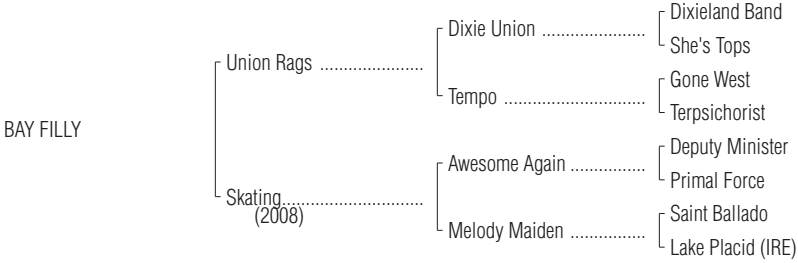 Dixieland Band
Dixie Union ......................
She's Tops
Union Rags ......................
Gone West
Tempo ..............................
Terpsichorist
BAY FILLY
Deputy Minister
Awesome Again ................
Primal Force
Skating..............................
(2008)
Saint Ballado
Melody Maiden ................
Lake Placid (IRE)